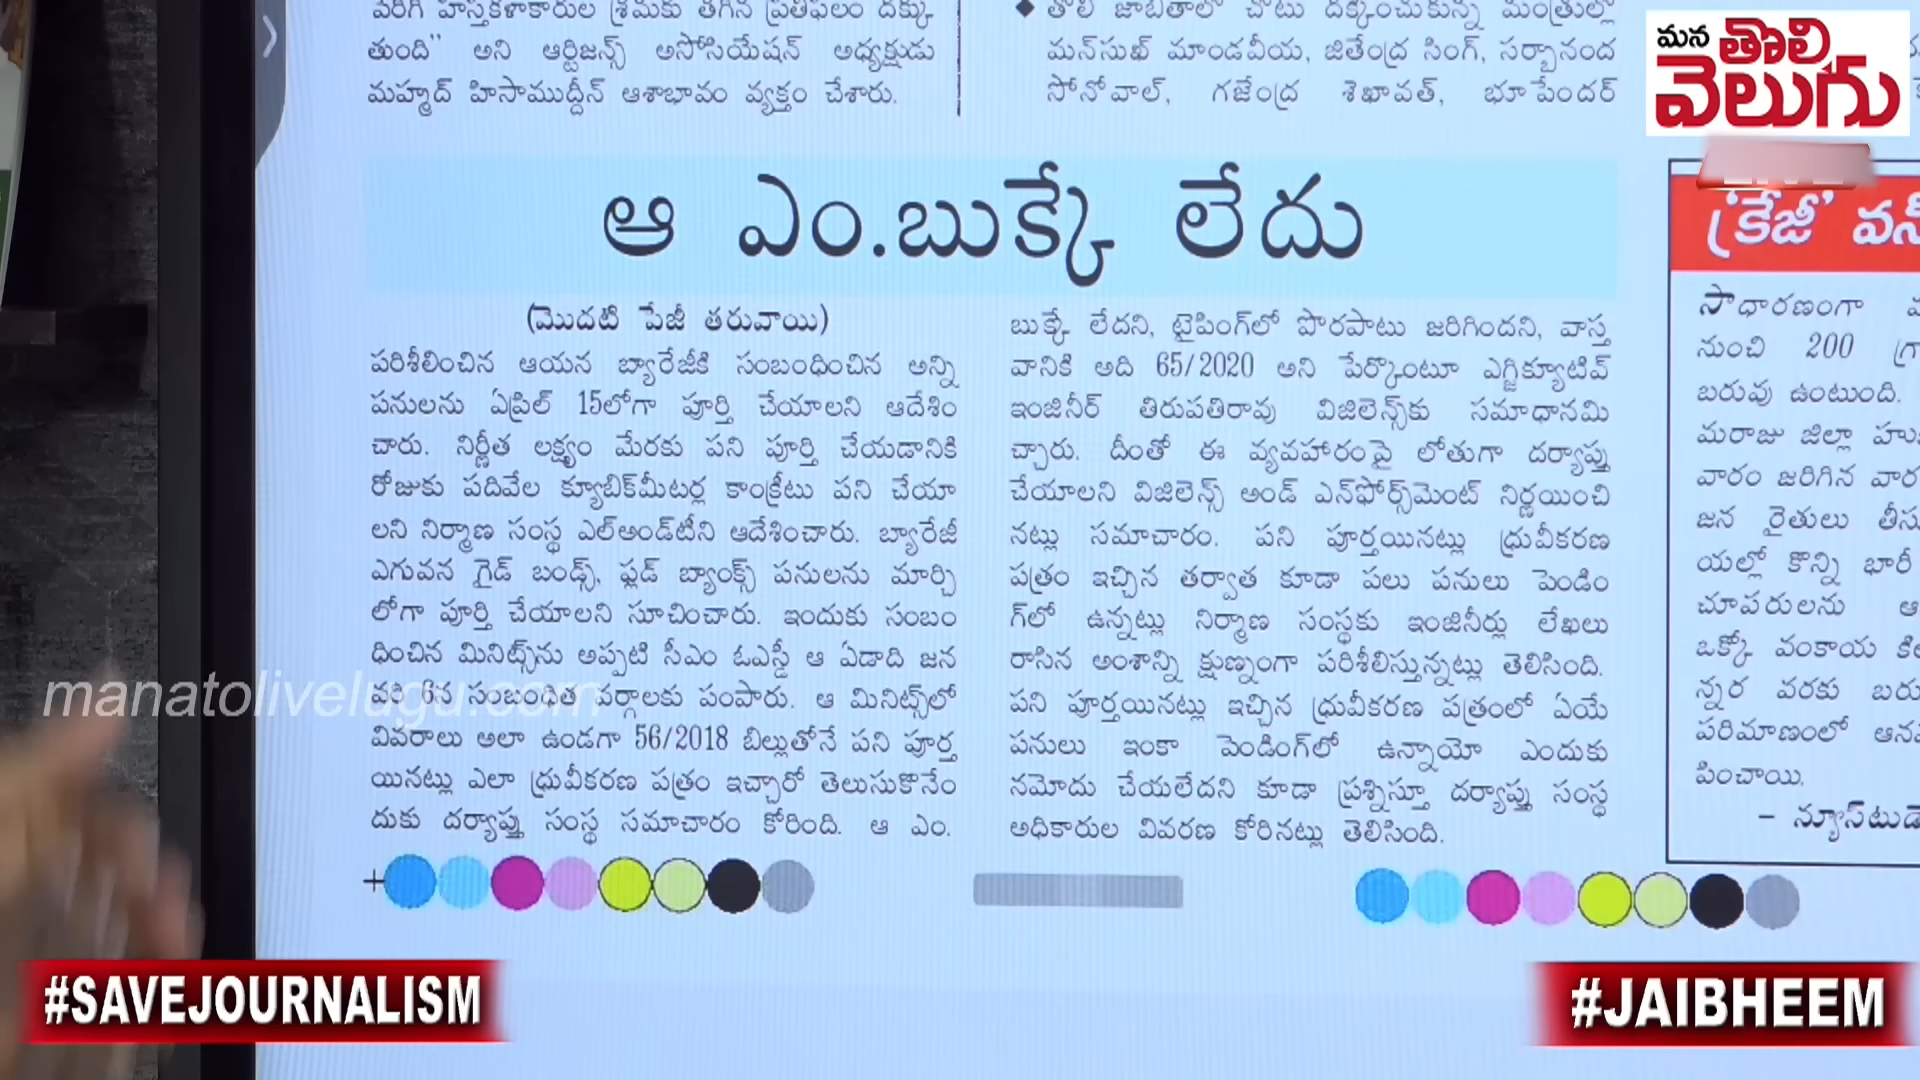 పెరిగి హస్తకళాకారుల శ్రమకు తగిన ప్రతిఫలం దక్కు
తుంది" అని ఆర్టిజన్స్ అసోసియేషన్ అధ్యక్షుడు
మహ్మద్ హిసాముద్దీన్ ఆశాభావం వ్యక్తం చేశారు.
◆ తొలి జాబితాలో చోటు దక్కించుకున్న మంత్రుల్లో
మన్‌సుఖ్ మాండవీయ, జితేంద్ర సింగ్, సర్బానంద
సోనోవాల్, గజేంద్ర శెఖావత్, భూపేందర్
మన తొలి
వెలుగు
ఆ ఎం.బుక్కే లేదు
(మొదటి పేజీ తరువాయి)
పరిశీలించిన ఆయన బ్యారేజీకి సంబంధించిన అన్ని
పనులను ఏప్రిల్ 15లోగా పూర్తి చేయాలని ఆదేశిం
చారు. నిర్ణీత లక్ష్యం మేరకు పని పూర్తి చేయడానికి
రోజుకు పదివేల క్యూబిక్‌మీటర్ల కాంక్రీటు పని చేయా
లని నిర్మాణ సంస్థ ఎల్అండ్‌టీని ఆదేశించారు. బ్యారేజీ
ఎగువన గైడ్ బండ్స్, ఫ్లడ్ బ్యాంక్స్ పనులను మార్చి
లోగా పూర్తి చేయాలని సూచించారు. ఇందుకు సంబం
ధించిన మినిట్స్‌ను అప్పటి సీఎం ఓఎస్డీ ఆ ఏడాది జన
వరి 6న సంబంధిత వర్గాలకు పంపారు. ఆ మినిట్స్‌లో
వివరాలు అలా ఉండగా 56/2018 బిల్లుతోనే పని పూర్త
యినట్లు ఎలా ధ్రువీకరణ పత్రం ఇచ్చారో తెలుసుకొనేం
దుకు దర్యాప్తు సంస్థ సమాచారం కోరింది. ఆ ఎం.
బుక్కే లేదని, టైపింగ్‌లో పొరపాటు జరిగిందని, వాస్త
వానికి అది 65/2020 అని పేర్కొంటూ ఎగ్జిక్యూటివ్
ఇంజినీర్ తిరుపతిరావు విజిలెన్స్‌కు సమాధానమి
చ్చారు. దీంతో ఈ వ్యవహారంపై లోతుగా దర్యాప్తు
చేయాలని విజిలెన్స్ అండ్ ఎన్‌ఫోర్స్‌మెంట్ నిర్ణయించి
నట్లు సమాచారం. పని పూర్తయినట్లు ధ్రువీకరణ
పత్రం ఇచ్చిన తర్వాత కూడా పలు పనులు పెండిం
గ్‌లో ఉన్నట్లు నిర్మాణ సంస్థకు ఇంజినీర్లు లేఖలు
రాసిన అంశాన్ని క్షుణ్నంగా పరిశీలిస్తున్నట్లు తెలిసింది.
పని పూర్తయినట్లు ఇచ్చిన ధ్రువీకరణ పత్రంలో ఏయే
పనులు ఇంకా పెండింగ్‌లో ఉన్నాయో ఎందుకు
నమోదు చేయలేదని కూడా ప్రశ్నిస్తూ దర్యాప్తు సంస్థ
అధికారుల వివరణ కోరినట్లు తెలిసింది.
'కేజీ'
సాధారణంగా
నుంచి 200
బరువు ఉంటుంది.
మరాజు జిల్లా
వారం జరిగిన
జన రైతులు
యల్లో కొన్ని భారీ
చూపరులను
ఒక్కో వంకాయ
న్నర వరకు
పరిమాణంలో
పించాయి.
manatolivelugu.com
#SAVEJOURNALISM
#JAIBHEEM